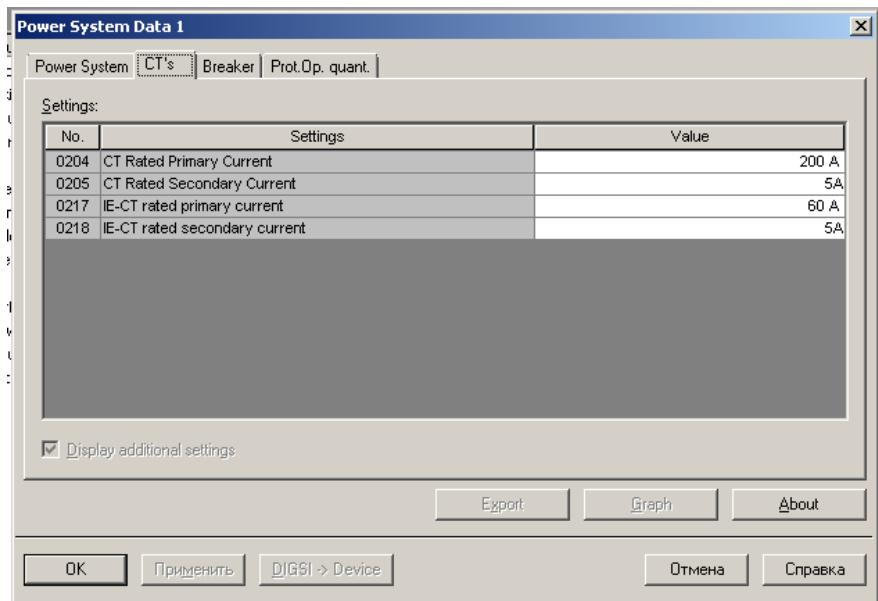 Power System Data 1
Power System CT's Breaker Prot.Op. quant.
Settings:
No. Settings Value
0204 CT Rated Primary Current 200 A
0205 CT Rated Secondary Current 5A
0217 IE-CT rated primary current 60 A
0218 IE-CT rated secondary current 5A
Display additional settings
Export Graph About
OK Применить DIGSI -> Device Отмена Справка